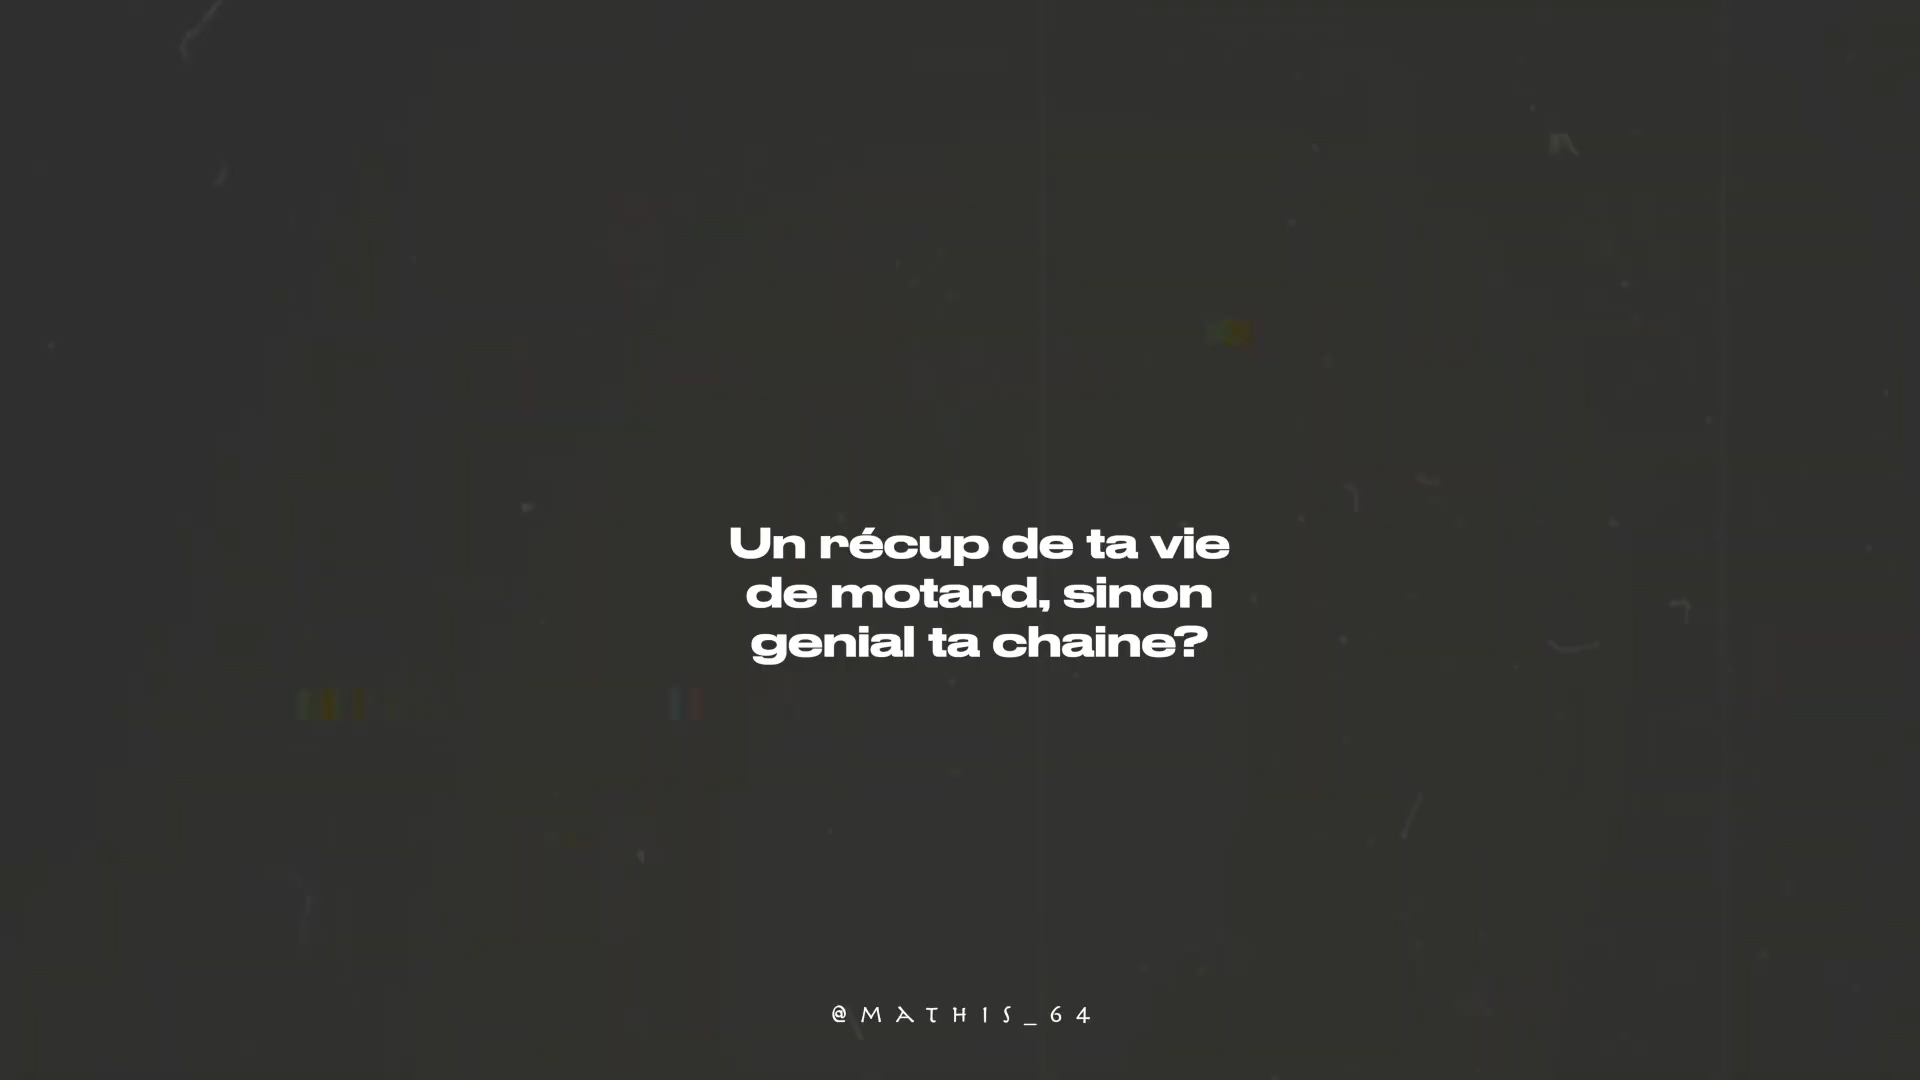 Un récup de ta vie
de motard, sinon
genial ta chaine?
@MATHIS_64